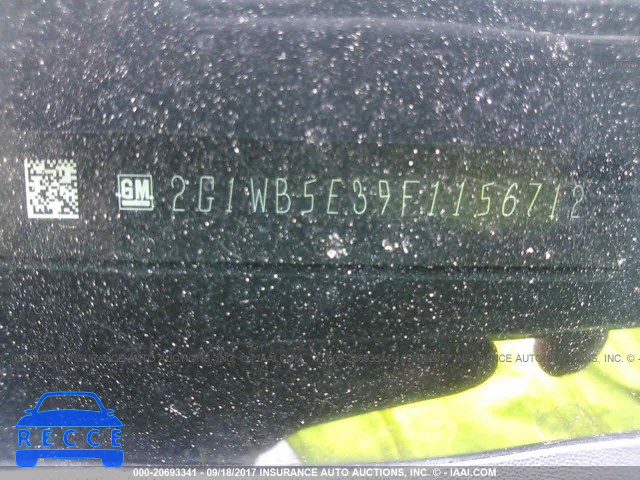 GM 2G1WB5E39F1156712
RECCE
000-20693341 - 09/18/2017 INSURANCE AUTO AUCTIONS, INC. © - IAAI.COM